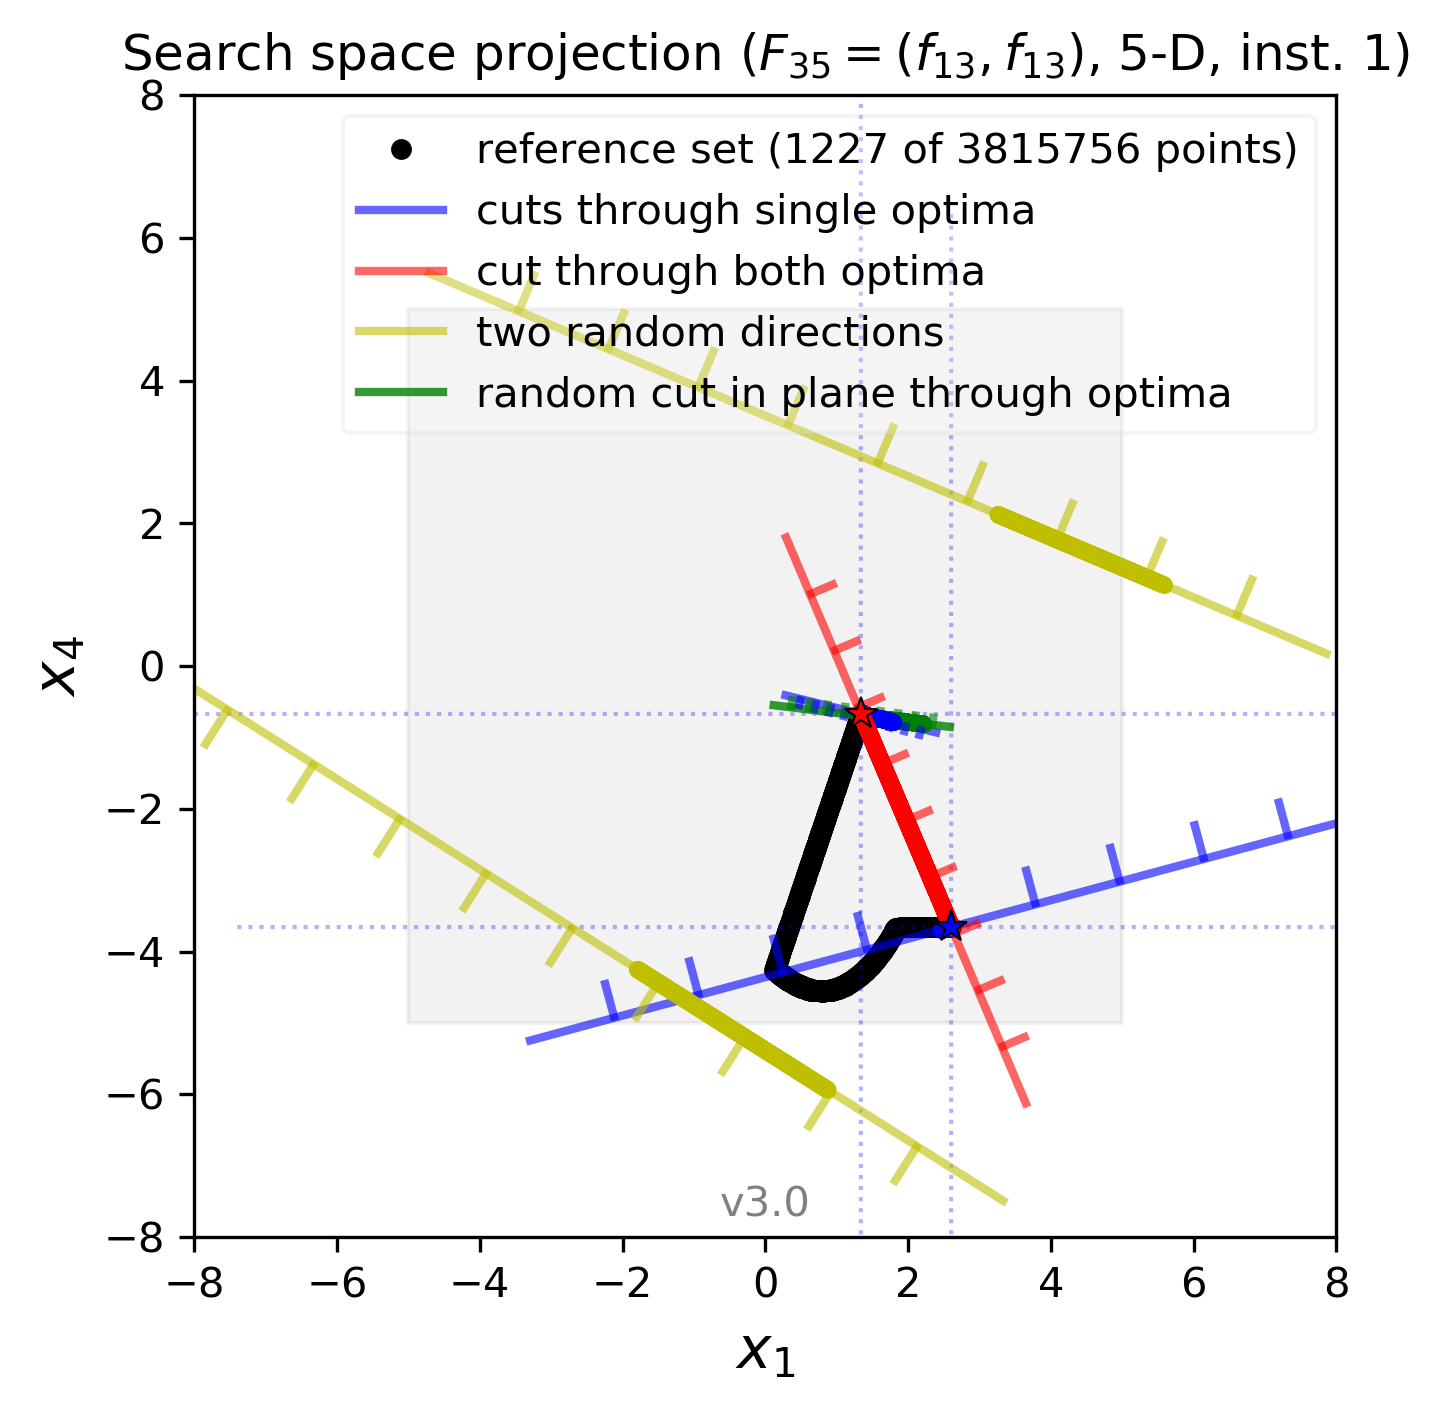 Search space projection (F₃₅ = (f₁₃, f₁₃), 5-D, inst. 1)
reference set (1227 of 3815756 points)
cuts through single optima
cut through both optima
two random directions
random cut in plane through optima
8
6
4
2
0
−2
−4
−6
−8
x₄
v3.0
−8 −6 −4 −2 0 2 4 6 8
x₁